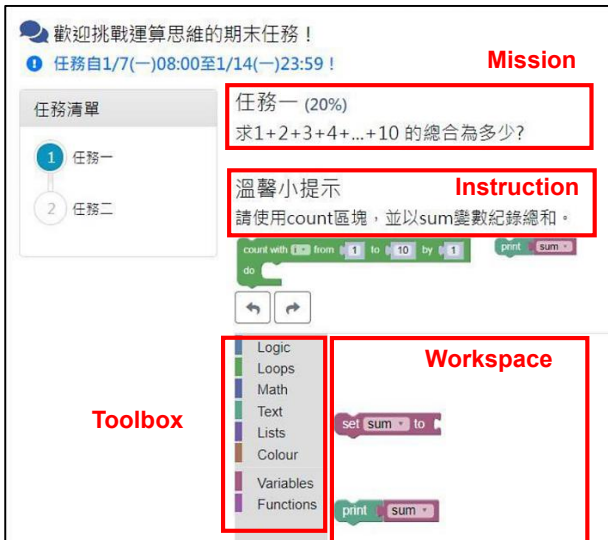 歡迎挑戰運算思維的期末任務！
任務自1/7(一)08:00至1/14(一)23:59！
Mission
任務清單
1 任務一
2 任務二
任務一 (20%)
求1+2+3+4+...+10 的總合為多少?
Instruction
溫馨小提示
請使用count區塊，並以sum變數紀錄總和。
count with i from 1 to 10 by 1
do
print sum
Toolbox
Logic
Loops
Math
Text
Lists
Colour
Variables
Functions
Workspace
set sum to
print sum